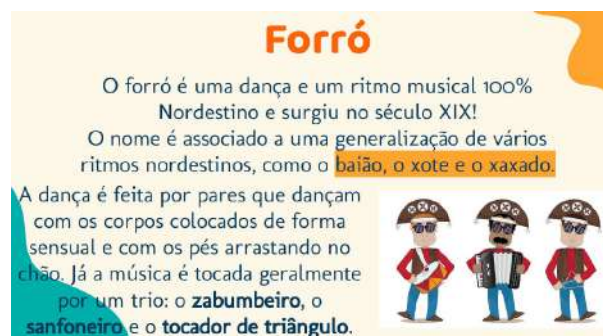 Forró
O forró é uma dança e um ritmo musical 100%
Nordestino e surgiu no século XIX!
O nome é associado a uma generalização de vários
ritmos nordestinos, como o baião, o xote e o xaxado.
A dança é feita por pares que dançam
com os corpos colocados de forma
sensual e com os pés arrastando no
chão. Já a música é tocada geralmente
por um trio: o zabumbeiro, o
sanfoneiro e o tocador de triângulo.